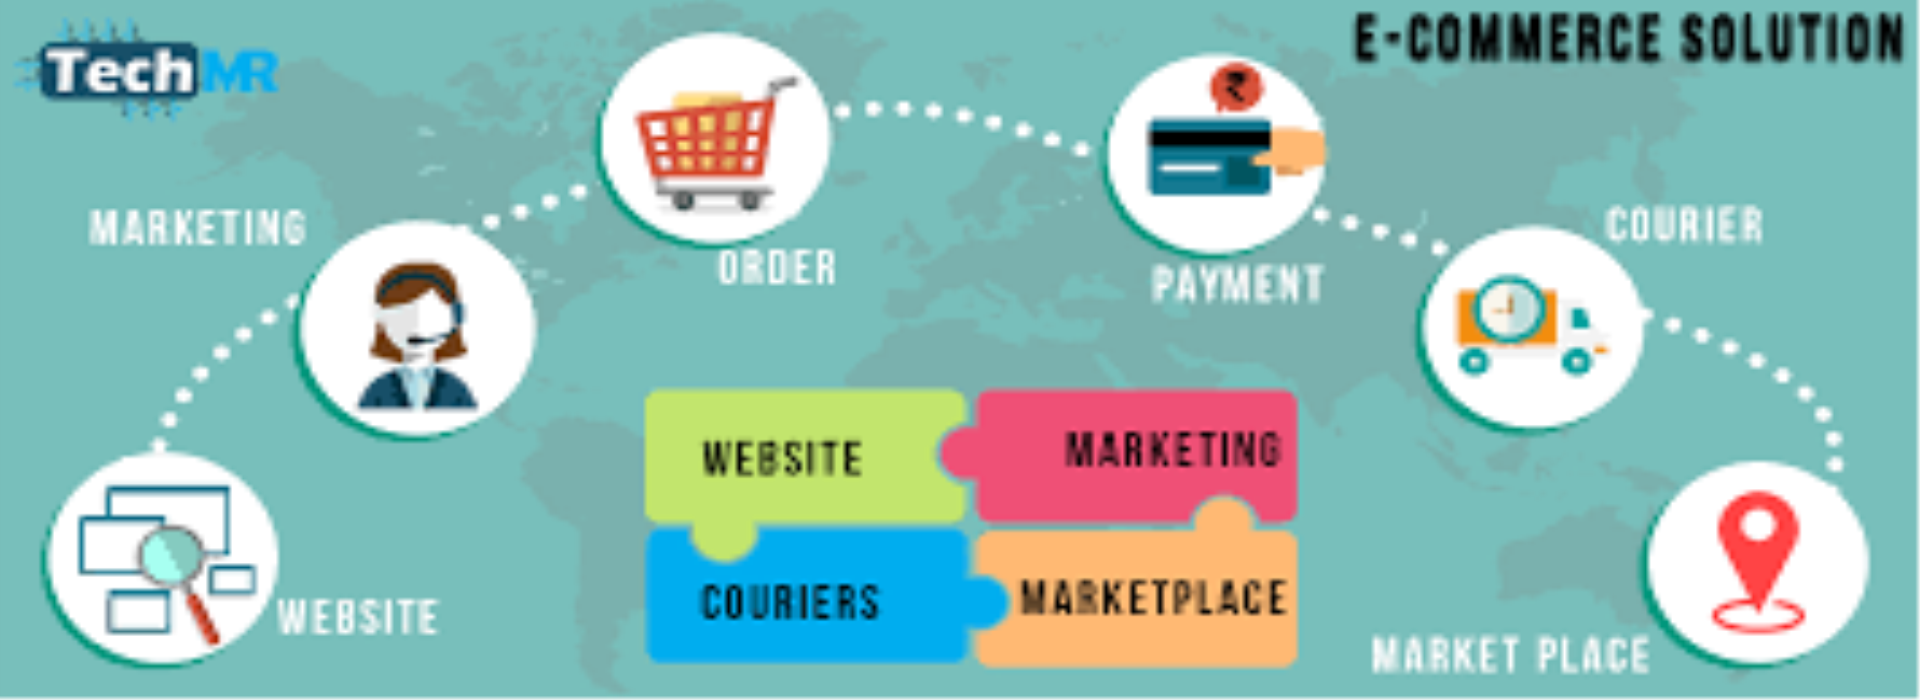 TechMR
E-COMMERCE SOLUTION
₹
MARKETING
ORDER
PAYMENT
COURIER
WEBSITE
MARKETING
WEBSITE
COURIERS
MARKETPLACE
MARKET PLACE